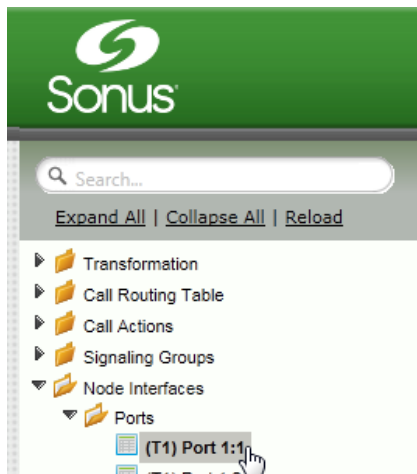 Sonus
Search...
Expand All | Collapse All | Reload
Transformation
Call Routing Table
Call Actions
Signaling Groups
Node Interfaces
Ports
(T1) Port 1:1